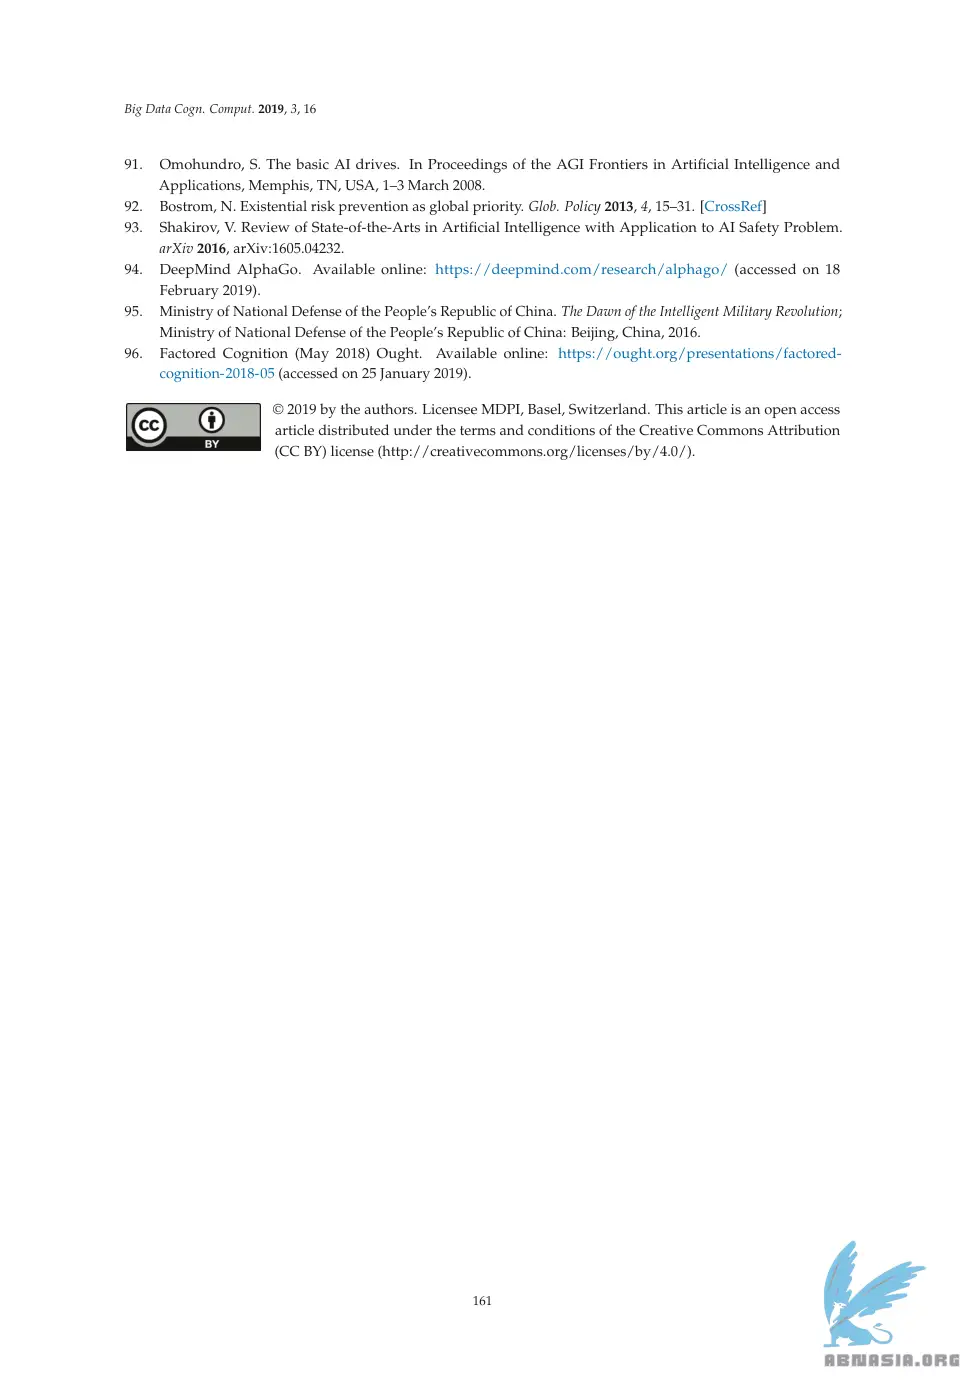 Big Data Cogn. Comput. 2019, 3, 16
91. Omohundro, S. The basic AI drives. In Proceedings of the AGI Frontiers in Artificial Intelligence and
Applications, Memphis, TN, USA, 1–3 March 2008.
92. Bostrom, N. Existential risk prevention as global priority. Glob. Policy 2013, 4, 15–31. [CrossRef]
93. Shakirov, V. Review of State-of-the-Arts in Artificial Intelligence with Application to AI Safety Problem.
arXiv 2016, arXiv:1605.04232.
94. DeepMind AlphaGo. Available online: https://deepmind.com/research/alphago/ (accessed on 18
February 2019).
95. Ministry of National Defense of the People's Republic of China. The Dawn of the Intelligent Military Revolution;
Ministry of National Defense of the People's Republic of China: Beijing, China, 2016.
96. Factored Cognition (May 2018) Ought. Available online: https://ought.org/presentations/factored-
cognition-2018-05 (accessed on 25 January 2019).
© 2019 by the authors. Licensee MDPI, Basel, Switzerland. This article is an open access
article distributed under the terms and conditions of the Creative Commons Attribution
(CC BY) license (http://creativecommons.org/licenses/by/4.0/).
CC
BY
161
ABNASIA.ORG